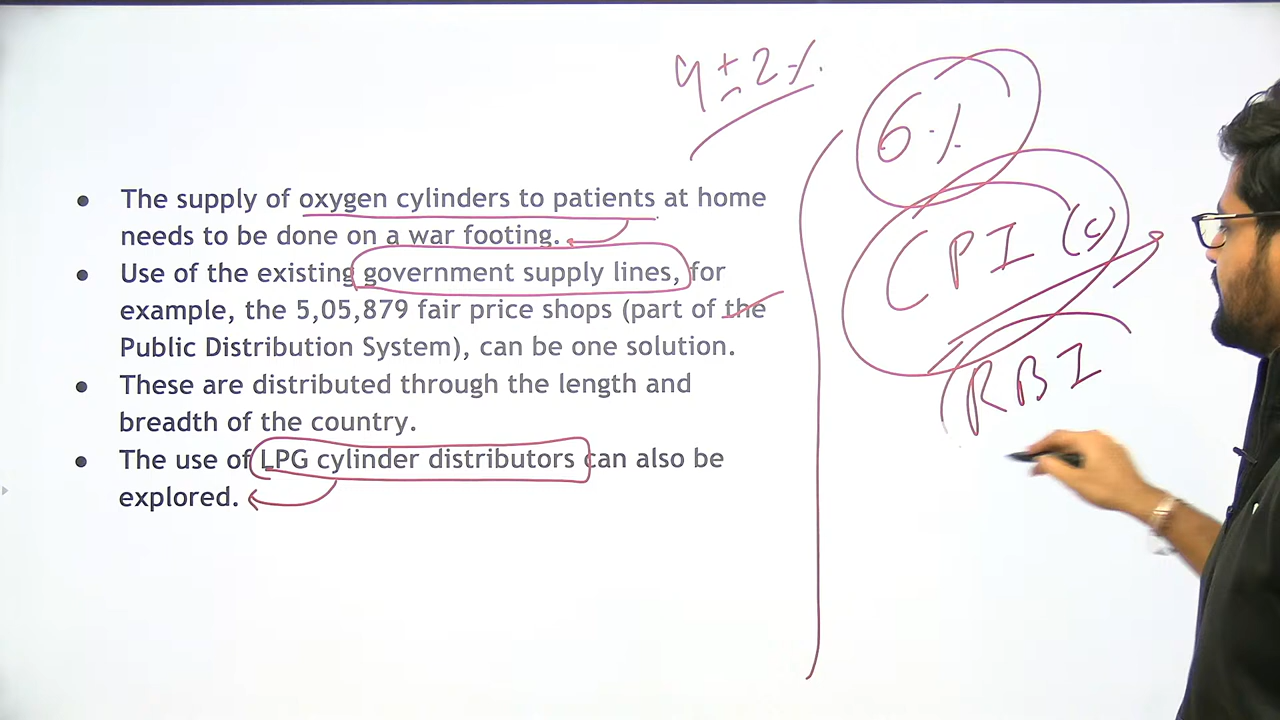 4 ± 2 %.
6 %
● The supply of oxygen cylinders to patients at home
needs to be done on a war footing.
● Use of the existing government supply lines, for
example, the 5,05,879 fair price shops (part of the
Public Distribution System), can be one solution.
● These are distributed through the length and
breadth of the country.
● The use of LPG cylinder distributors can also be
explored.
CPI (C)
RBI